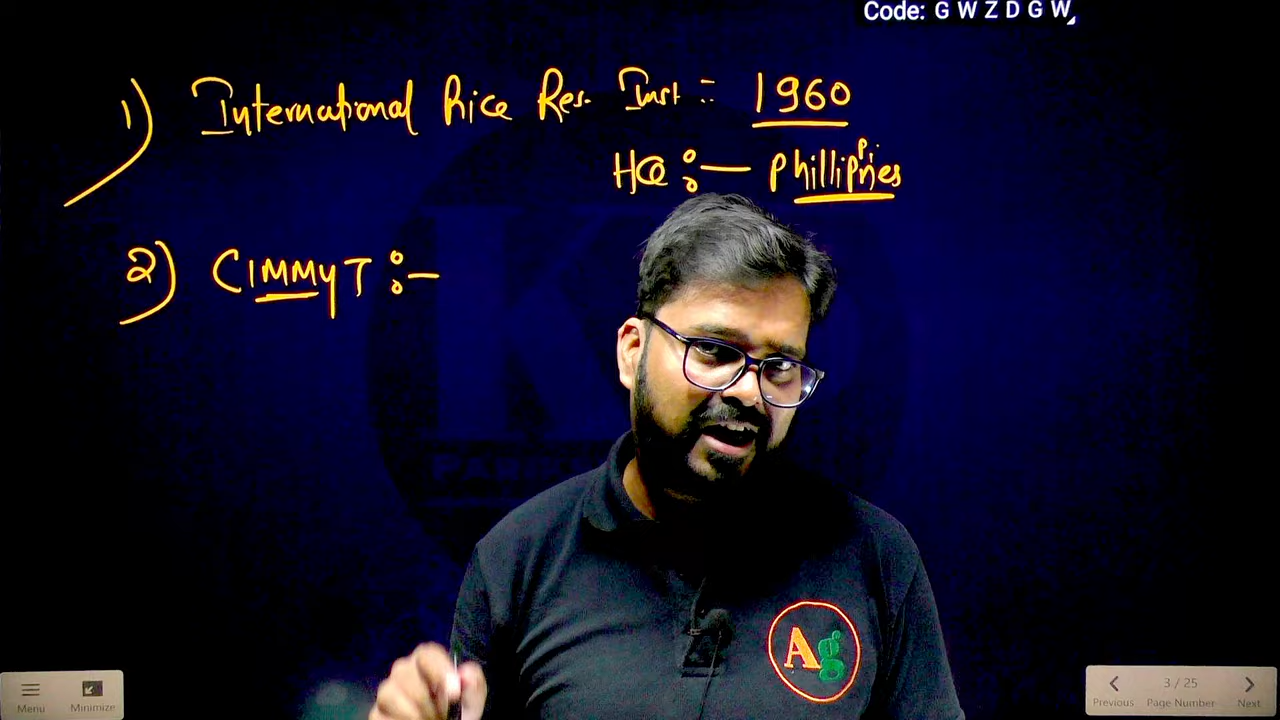 Code: G W Z D G W
1) International Rice Res. Inst :- 1960
HQ :- Phillipines
2) CIMMYT :-
K
PARI
Ag
Menu
Minimize
Previous
3 / 25
Page Number
Next